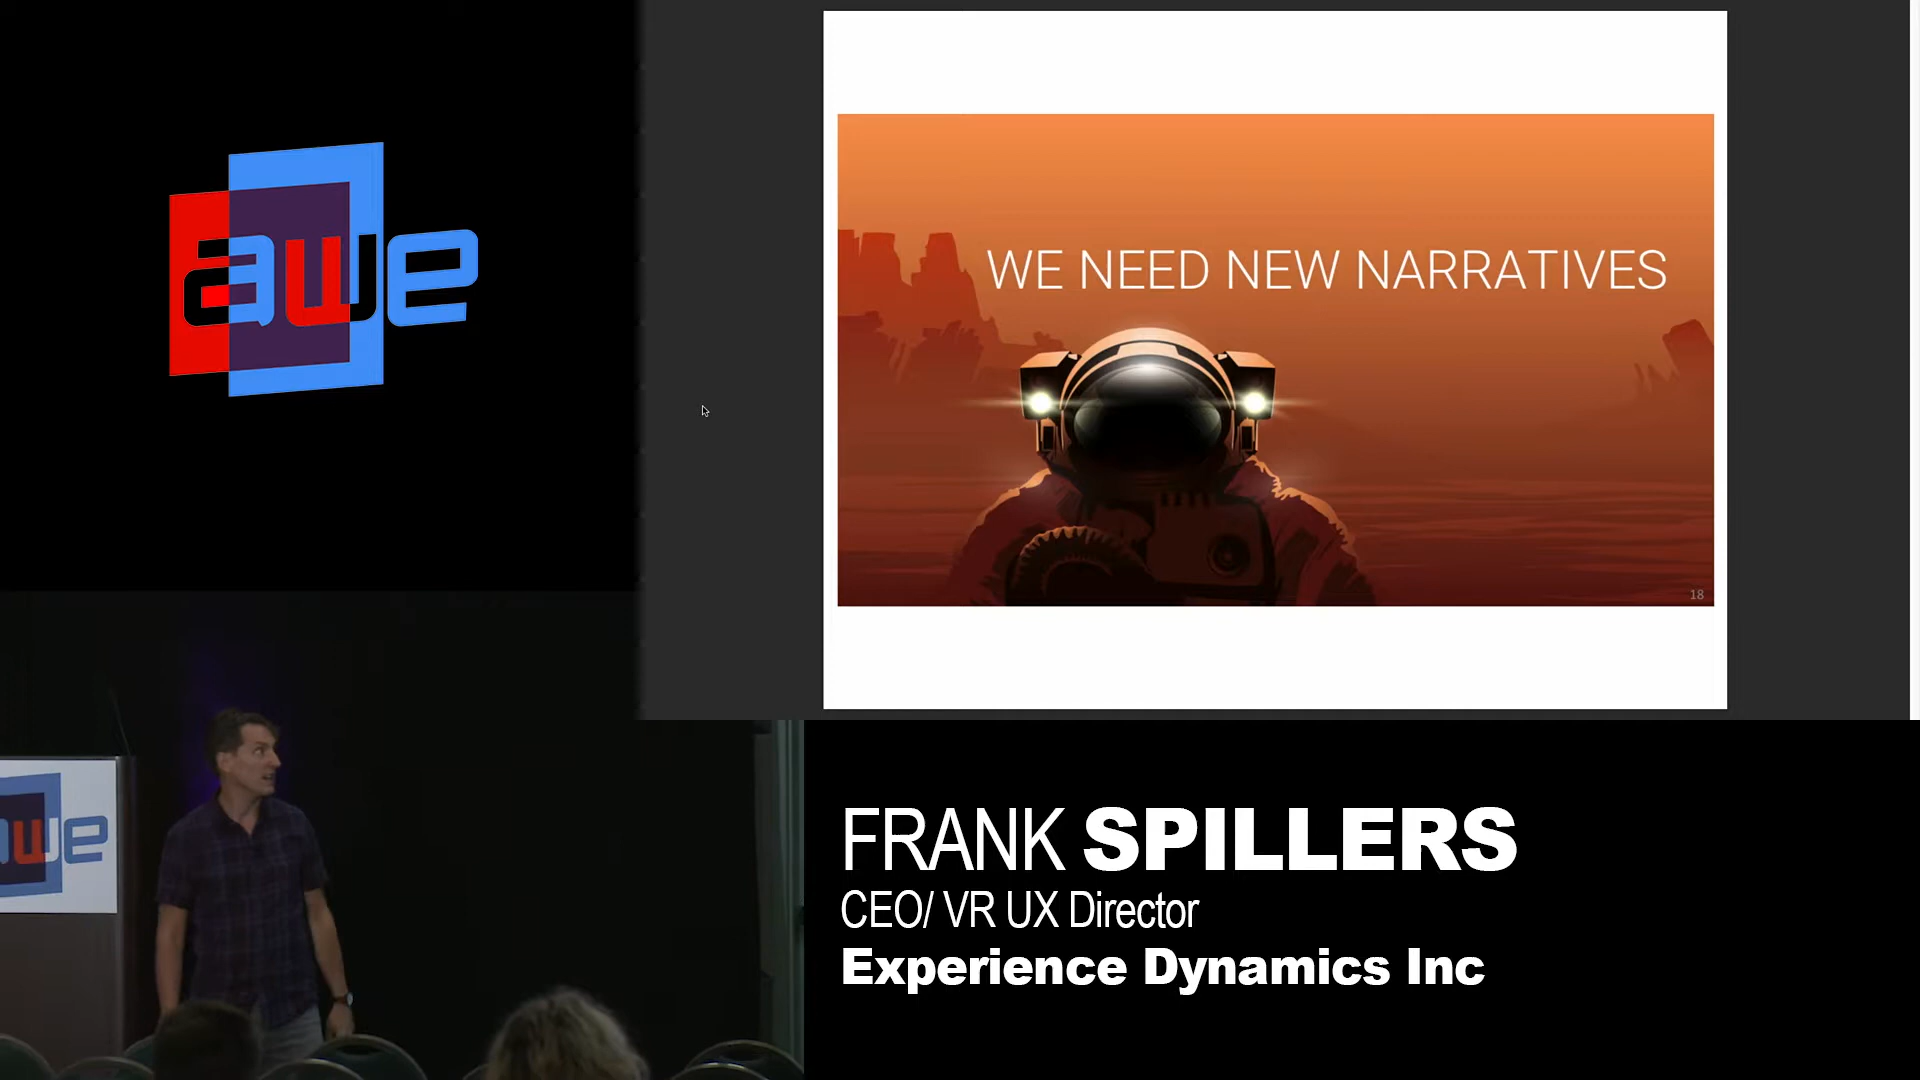 awe
WE NEED NEW NARRATIVES
18
awe
FRANK SPILLERS
CEO/ VR UX Director
Experience Dynamics Inc